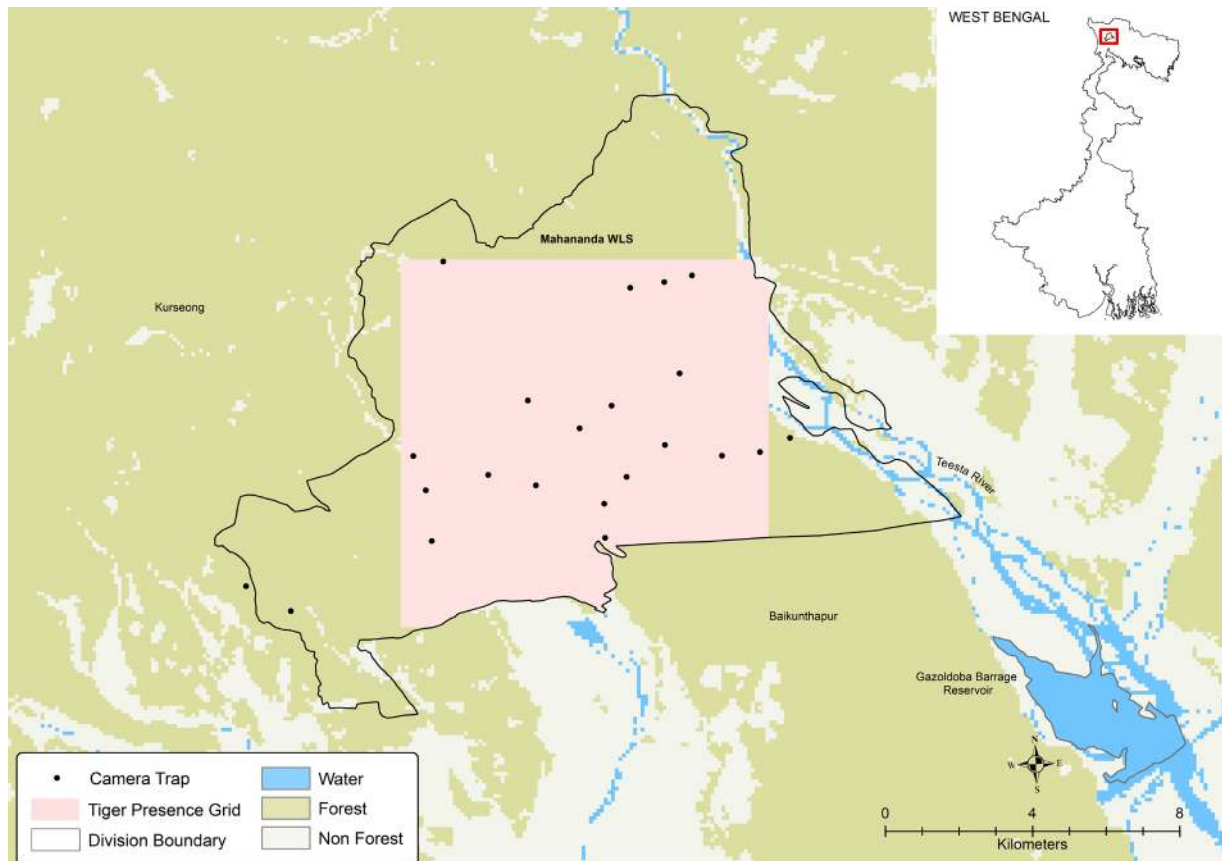 WEST BENGAL
Mahananda WLS
Kurseong
Teesta River
Baikunthapur
Gazoldoba Barrage
Reservoir
N
W E
S
Camera Trap
Tiger Presence Grid
Division Boundary
Water
Forest
Non Forest
0 4 8
Kilometers